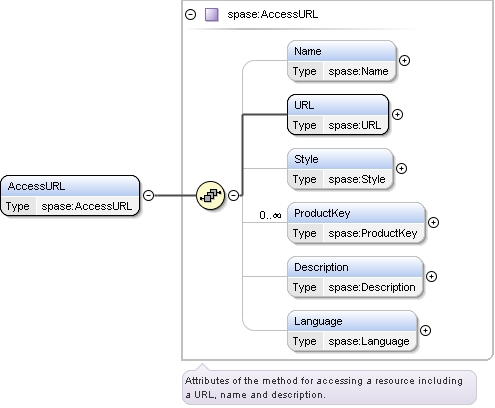 spase:AccessURL
Name
Type spase:Name
URL
Type spase:URL
Style
Type spase:Style
AccessURL
Type spase:AccessURL
0..∞
ProductKey
Type spase:ProductKey
Description
Type spase:Description
Language
Type spase:Language
Attributes of the method for accessing a resource including
a URL, name and description.